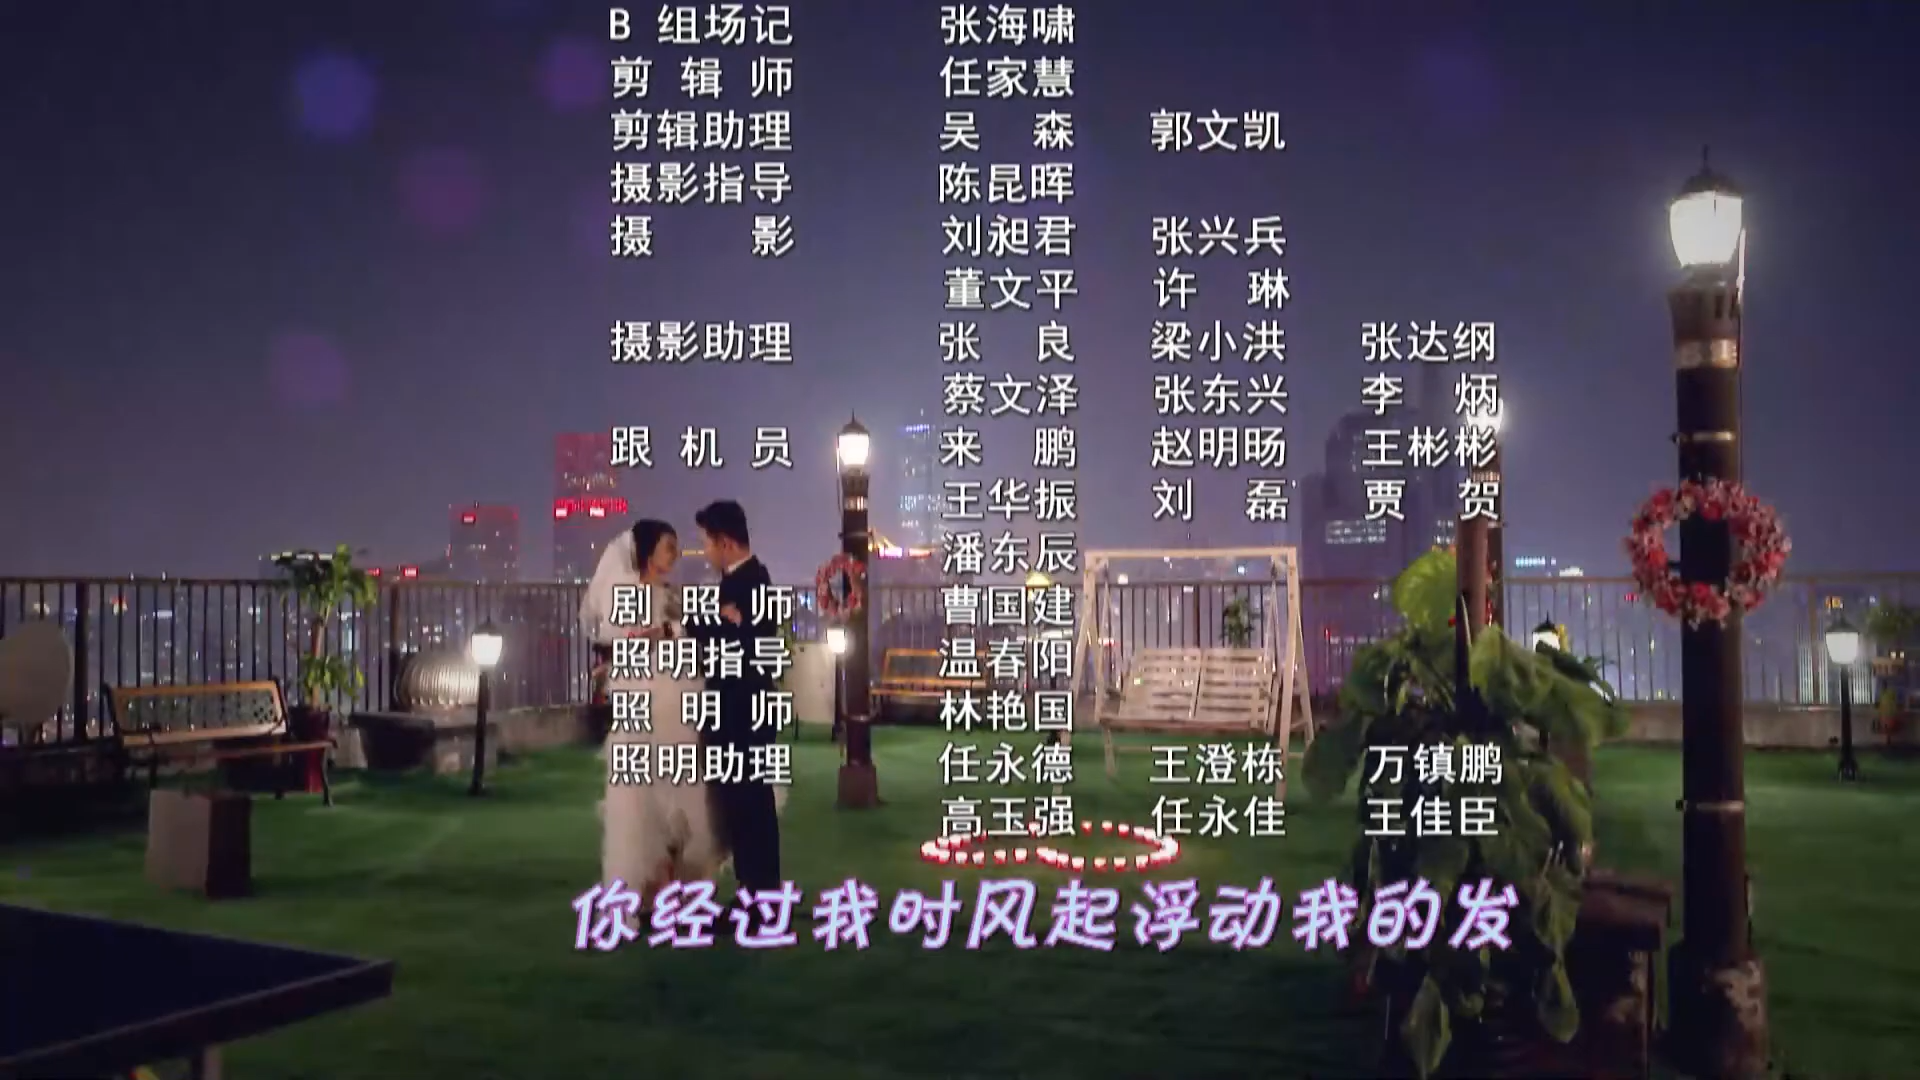 B 组场记 张海啸
剪 辑 师 任家慧
剪辑助理 吴 森 郭文凯
摄影指导 陈昆晖
摄 影 刘昶君 张兴兵
董文平 许 琳
摄影助理 张 良 梁小洪 张达纲
蔡文泽 张东兴 李 炳
跟 机 员 来 鹏 赵明旸 王彬彬
王华振 刘 磊 贾 贺
潘东辰
剧 照 师 曹国建
照明指导 温春阳
照 明 师 林艳国
照明助理 任永德 王澄栋 万镇鹏
高玉强 任永佳 王佳臣
你经过我时风起浮动我的发